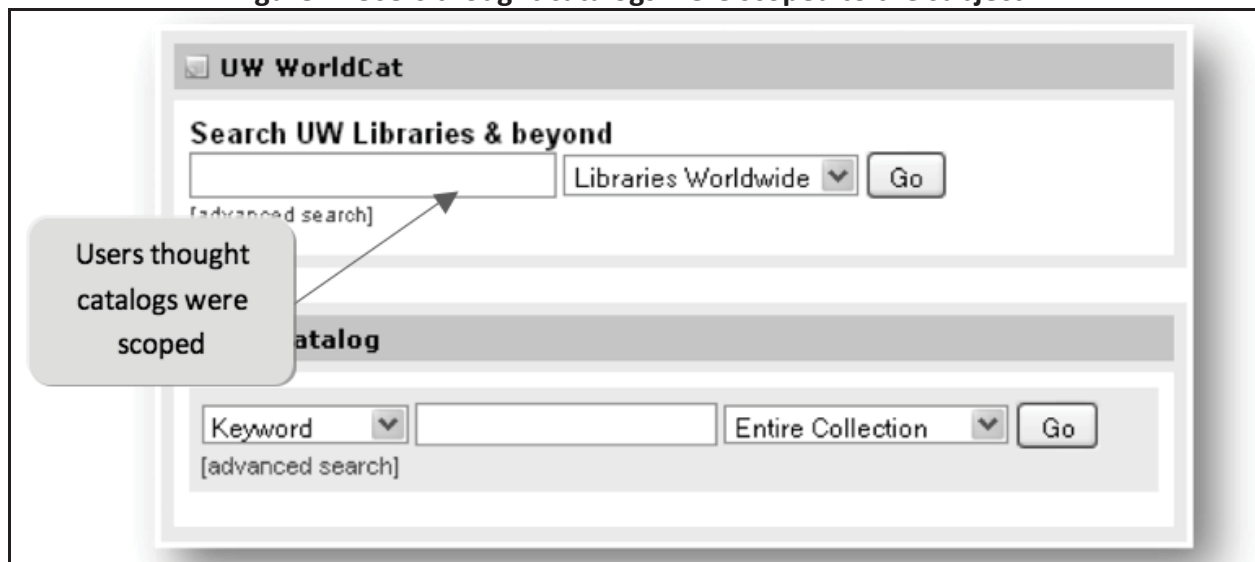 UW WorldCat
Search UW Libraries & beyond
Libraries Worldwide Go
[advanced search]
Users thought
catalogs were
scoped
atalog
Keyword Entire Collection Go
[advanced search]